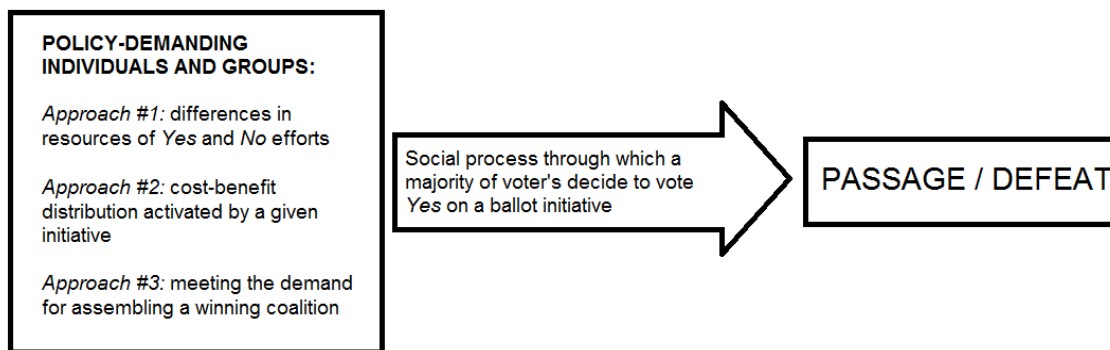 POLICY-DEMANDING
INDIVIDUALS AND GROUPS:
Approach #1: differences in
resources of Yes and No efforts
Approach #2: cost-benefit
distribution activated by a given
initiative
Approach #3: meeting the demand
for assembling a winning coalition
Social process through which a
majority of voter's decide to vote
Yes on a ballot initiative
PASSAGE / DEFEAT